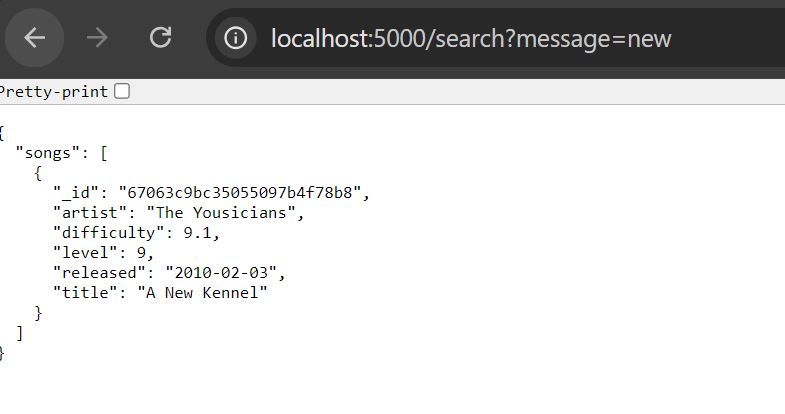 localhost:5000/search?message=new
Pretty-print
{
"songs": [
{
"_id": "67063c9bc35055097b4f78b8",
"artist": "The Yousicians",
"difficulty": 9.1,
"level": 9,
"released": "2010-02-03",
"title": "A New Kennel"
}
]
}